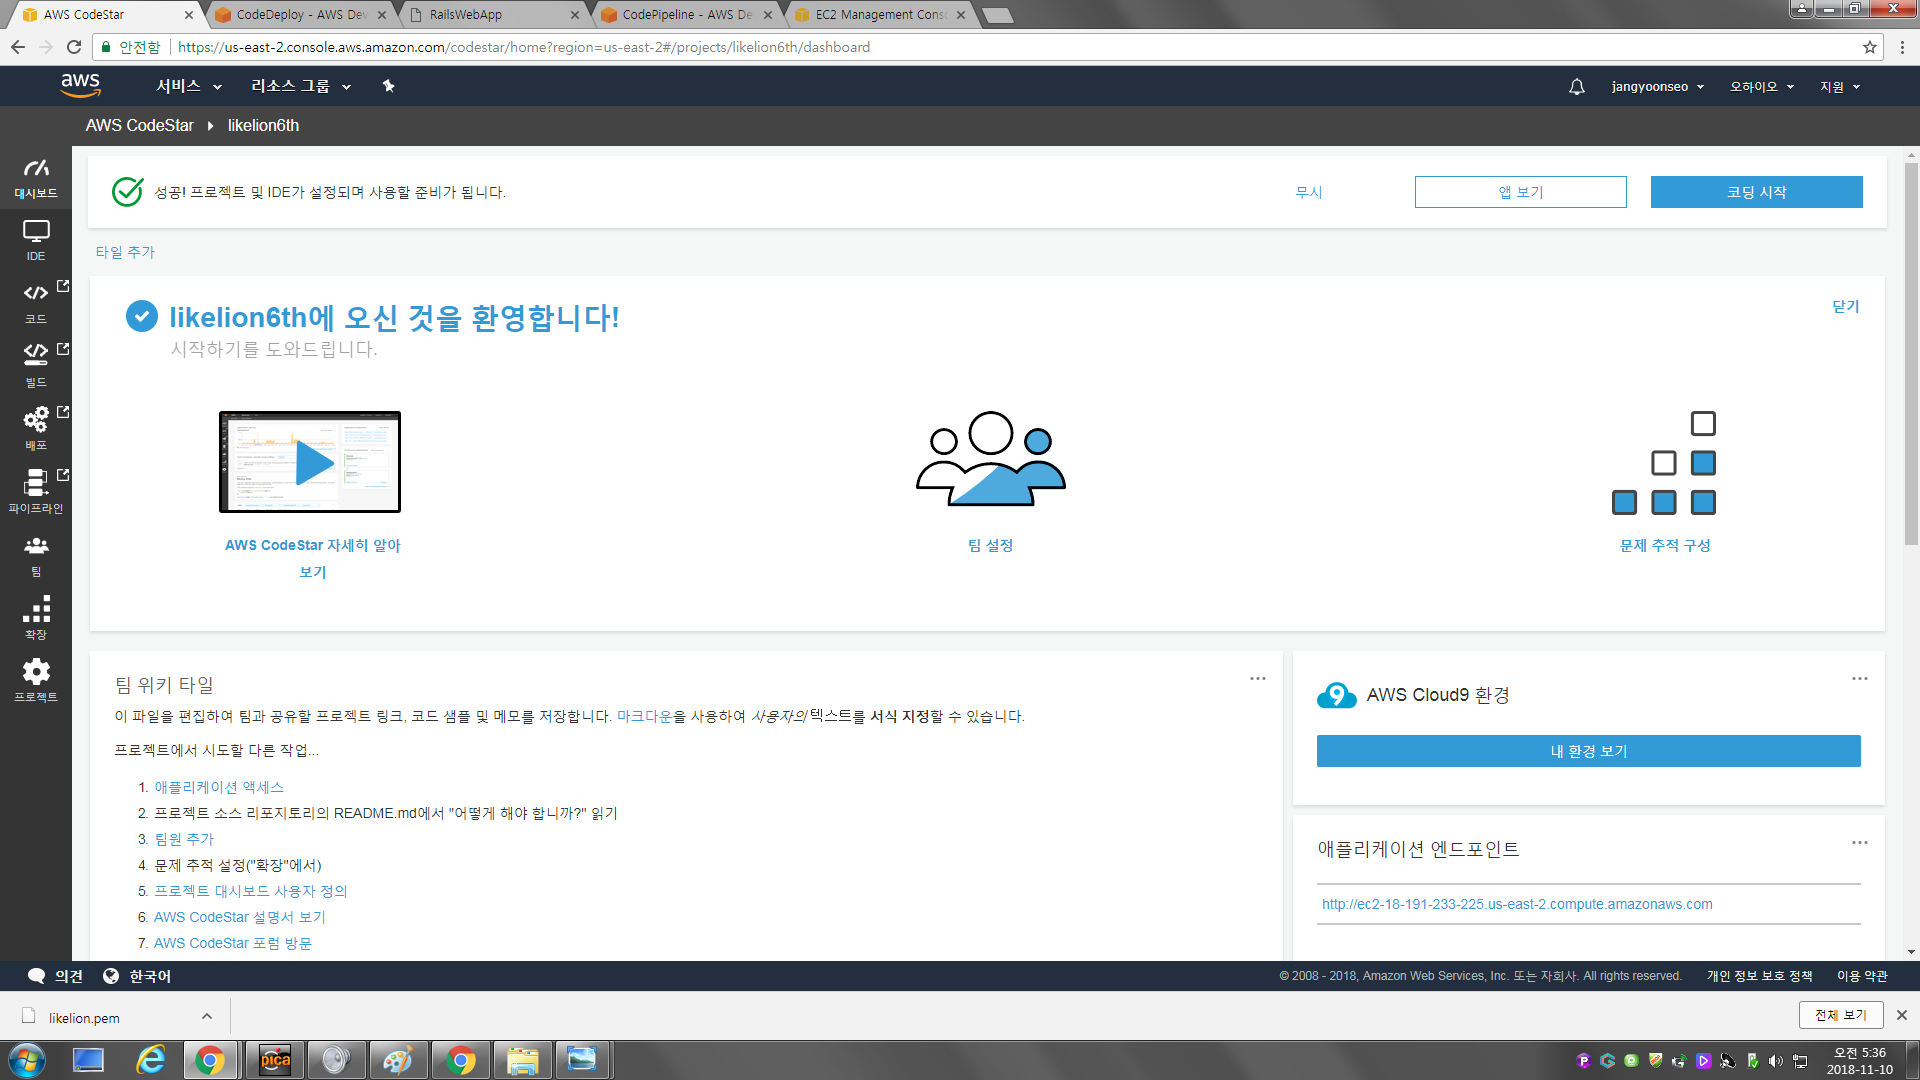 AWS CodeStar
CodeDeploy - AWS Dev
RailsWebApp
CodePipeline - AWS De
EC2 Management Conso
안전함
https://us-east-2.console.aws.amazon.com/codestar/home?region=us-east-2#/projects/likelion6th/dashboard
aws
서비스
리소스 그룹
jangyoonseo
오하이오
지원
AWS CodeStar
likelion6th
대시보드
IDE
코드
빌드
배포
파이프라인
팀
확장
프로젝트
성공! 프로젝트 및 IDE가 설정되며 사용할 준비가 됩니다.
무시
앱 보기
코딩 시작
타일 추가
likelion6th에 오신 것을 환영합니다!
시작하기를 도와드립니다.
닫기
AWS CodeStar 자세히 알아
보기
팀 설정
문제 추적 구성
팀 위키 타일
이 파일을 편집하여 팀과 공유할 프로젝트 링크, 코드 샘플 및 메모를 저장합니다. 마크다운을 사용하여 사용자의 텍스트를 서식 지정할 수 있습니다.
프로젝트에서 시도할 다른 작업...
1. 애플리케이션 액세스
2. 프로젝트 소스 리포지토리의 README.md에서 "어떻게 해야 합니까?" 읽기
3. 팀원 추가
4. 문제 추적 설정("확장"에서)
5. 프로젝트 대시보드 사용자 정의
6. AWS CodeStar 설명서 보기
7. AWS CodeStar 포럼 방문
9
AWS Cloud9 환경
내 환경 보기
애플리케이션 엔드포인트
http://ec2-18-191-233-225.us-east-2.compute.amazonaws.com
의견
한국어
© 2008 - 2018, Amazon Web Services, Inc. 또는 자회사. All rights reserved.
개인 정보 보호 정책
이용 약관
likelion.pem
전체 보기
pica
오전 5:36
2018-11-10